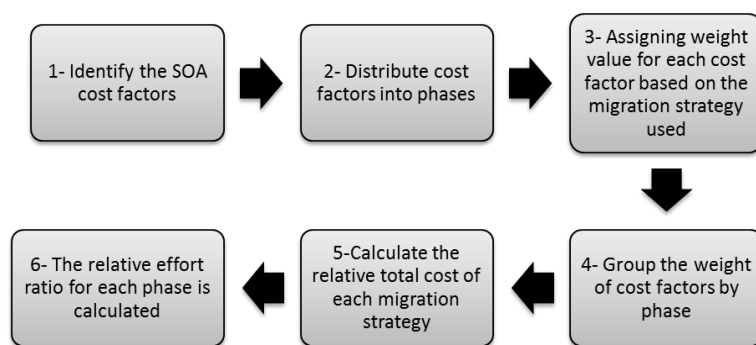 1- Identify the SOA
cost factors
2- Distribute cost
factors into phases
3- Assigning weight
value for each cost
factor based on the
migration strategy
used
4- Group the weight
of cost factors by
phase
5-Calculate the
relative total cost of
each migration
strategy
6- The relative effort
ratio for each phase is
calculated